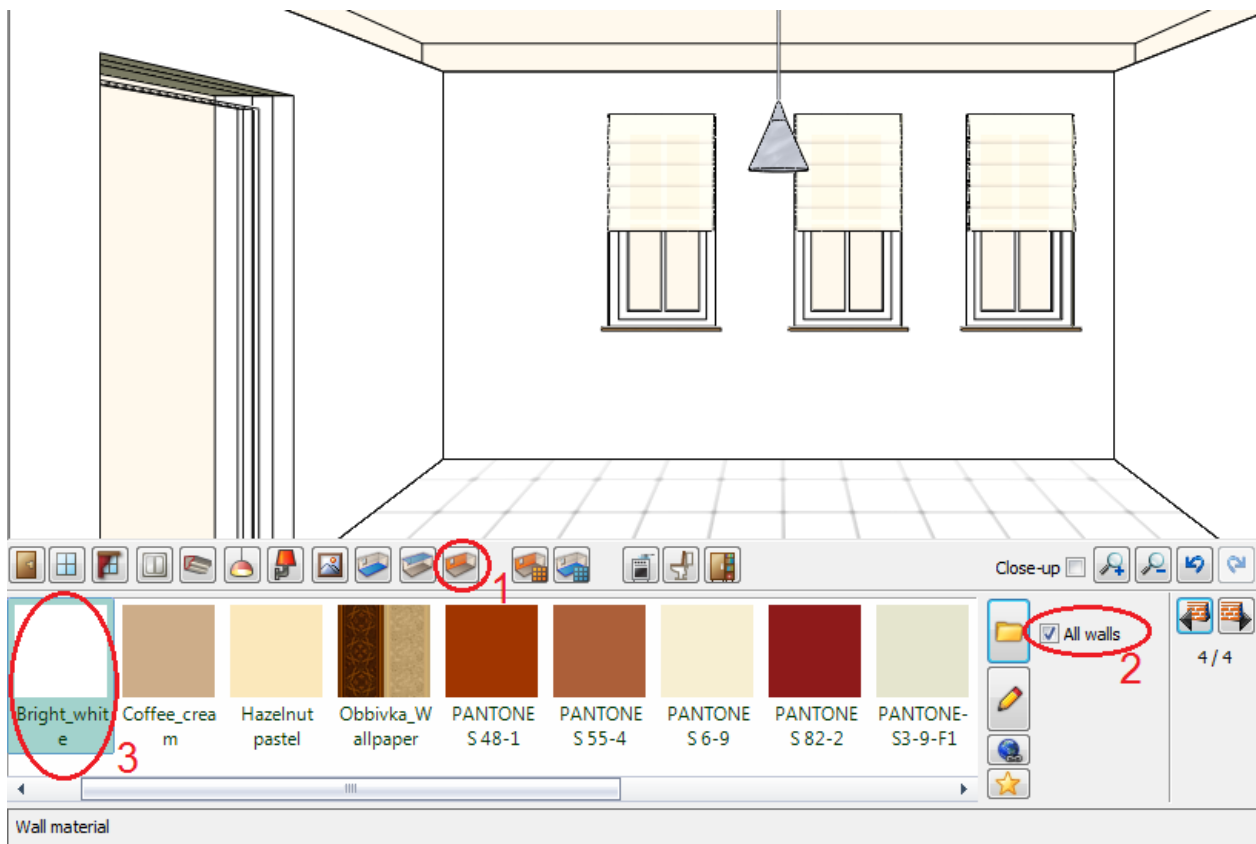 1
Close-up
All walls
2
4 / 4
Bright_whit
e
Coffee_crea
m
Hazelnut
pastel
Obbivka_W
allpaper
PANTONE
S 48-1
PANTONE
S 55-4
PANTONE
S 6-9
PANTONE
S 82-2
PANTONE-
S3-9-F1
3
Wall material